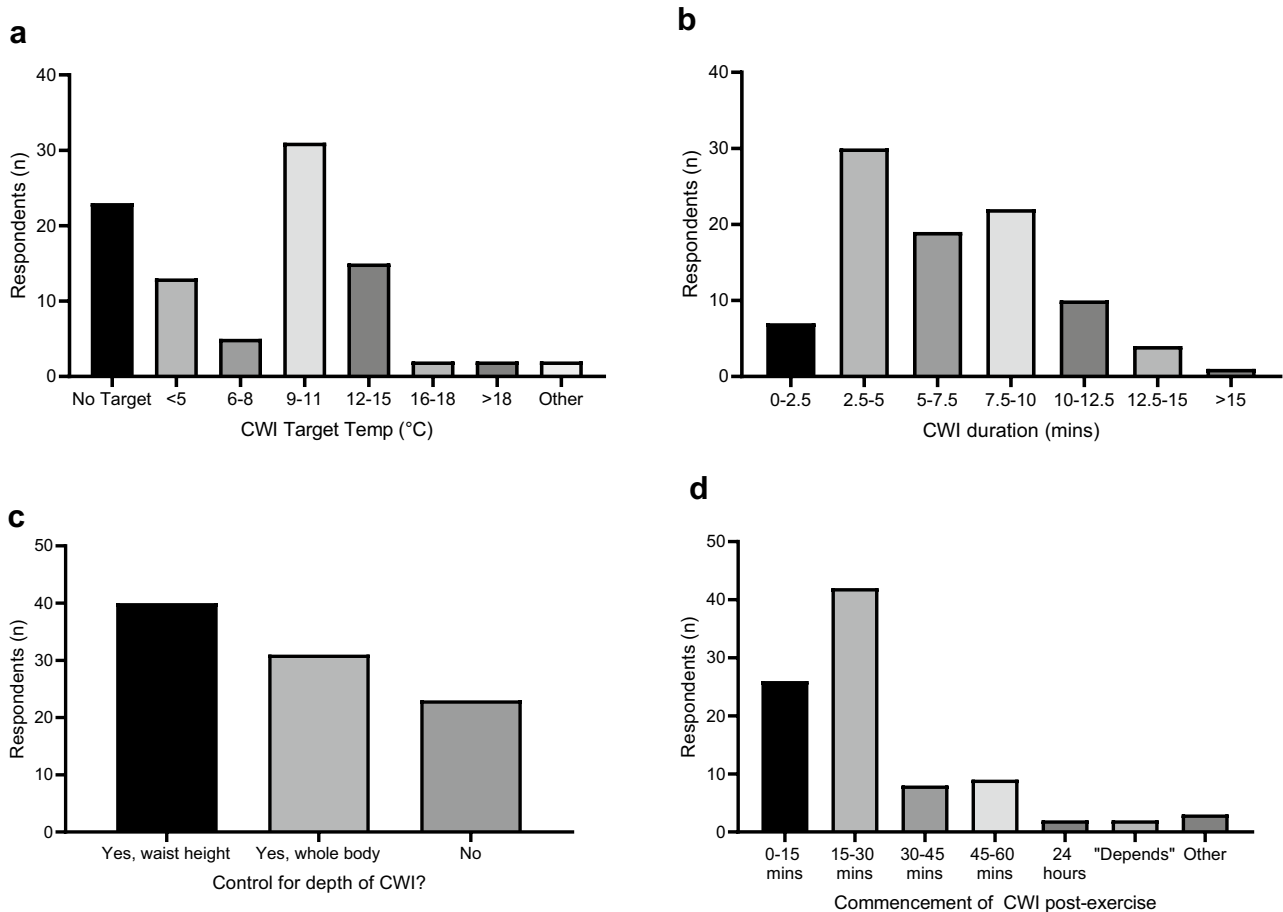 a
40
30
20
10
0
Respondents (n)
No Target <5 6-8 9-11 12-15 16-18 >18 Other
CWI Target Temp (°C)
b
40
30
20
10
0
Respondents (n)
0-2.5 2.5-5 5-7.5 7.5-10 10-12.5 12.5-15 >15
CWI duration (mins)
c
50
40
30
20
10
0
Respondents (n)
Yes, waist height Yes, whole body No
Control for depth of CWI?
d
50
40
30
20
10
0
Respondents (n)
0-15 15-30 30-45 45-60 24 "Depends" Other
mins mins mins mins hours
Commencement of CWI post-exercise